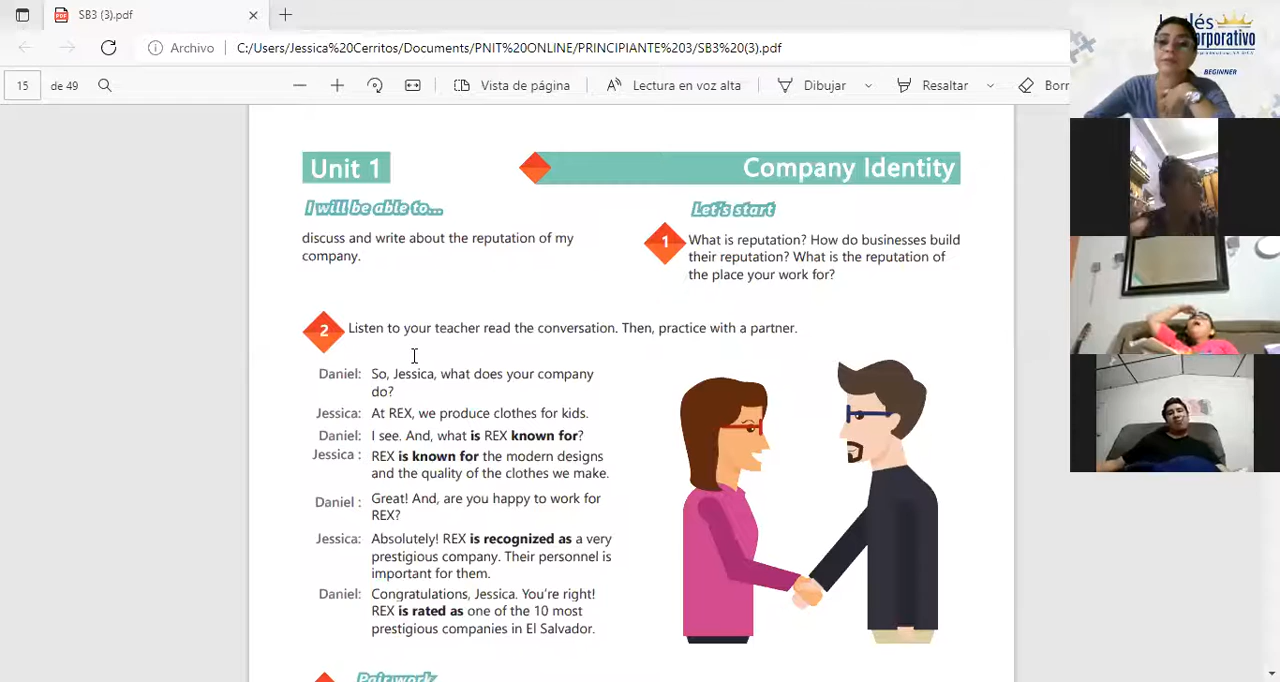 SB3 (3).pdf
Archivo
C:/Users/Jessica%20Cerritos/Documents/PNIT%20ONLINE/PRINCIPIANTE%203/SB3%20(3).pdf
15 de 49
Vista de página
Lectura en voz alta
Dibujar
Resaltar
Borr
BEGINNER
Unit 1
Company Identity
I will be able to...
discuss and write about the reputation of my
company.
Let's start
1
What is reputation? How do businesses build
their reputation? What is the reputation of
the place your work for?
2
Listen to your teacher read the conversation. Then, practice with a partner.
Daniel: So, Jessica, what does your company
do?
Jessica: At REX, we produce clothes for kids.
Daniel: I see. And, what is REX known for?
Jessica : REX is known for the modern designs
and the quality of the clothes we make.
Daniel : Great! And, are you happy to work for
REX?
Jessica: Absolutely! REX is recognized as a very
prestigious company. Their personnel is
important for them.
Daniel: Congratulations, Jessica. You're right!
REX is rated as one of the 10 most
prestigious companies in El Salvador.
Pair work